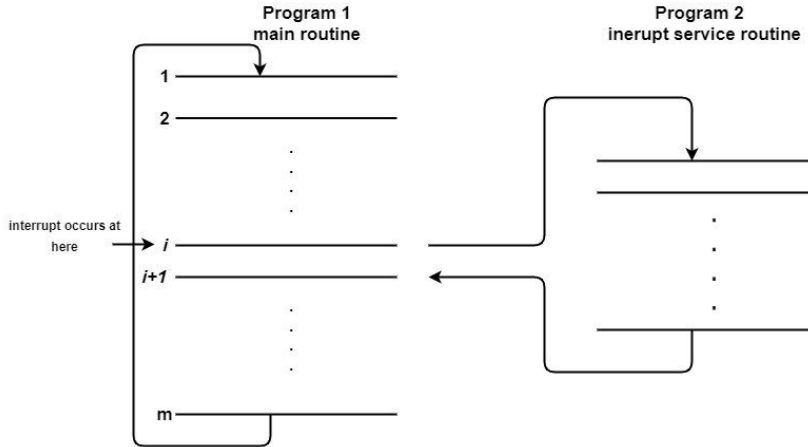 Program 1
main routine
Program 2
inerupt service routine
1
2
interrupt occurs at
here
i
i+1
m